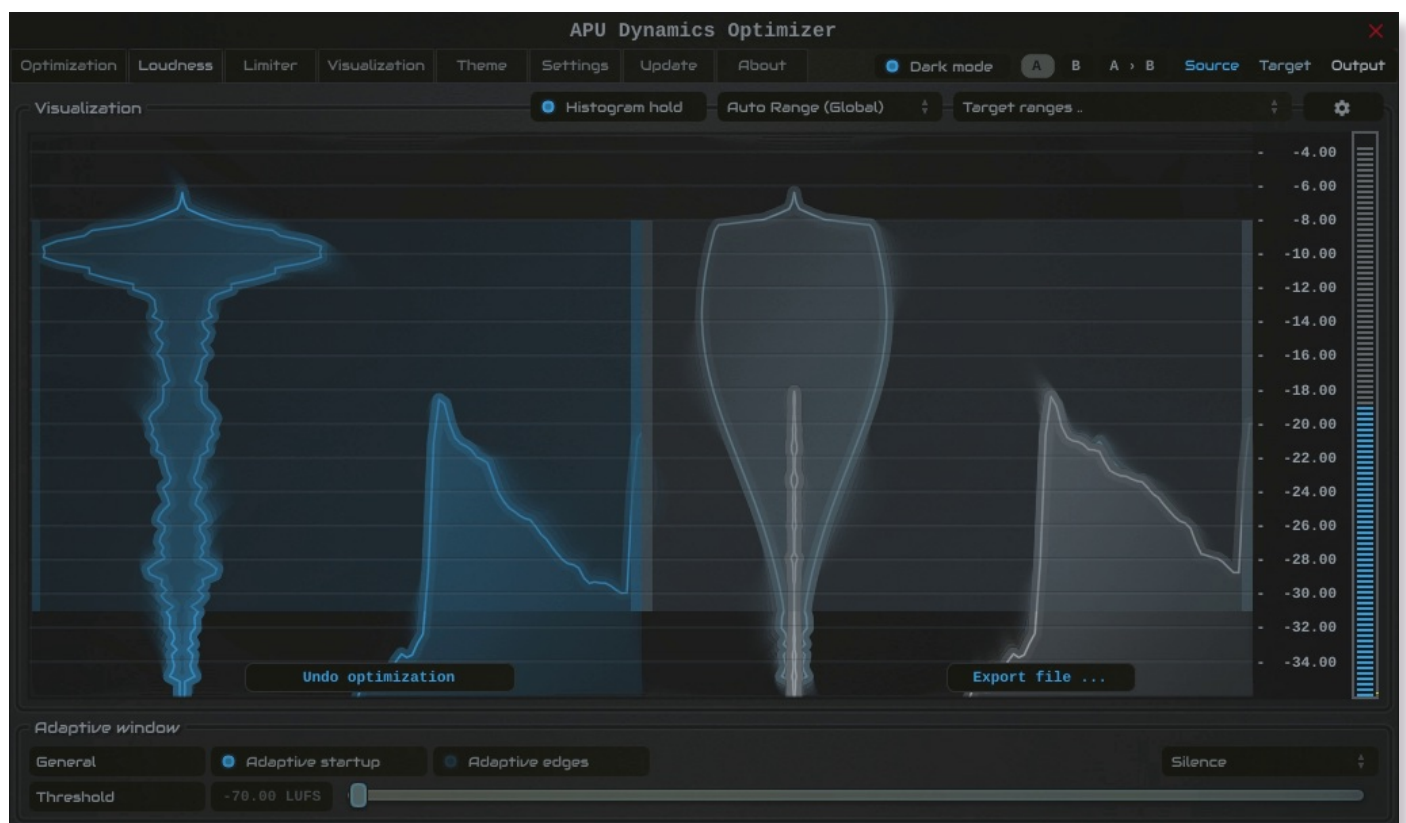 APU Dynamics Optimizer
Optimization Loudness Limiter Visualization Theme Settings Update About Dark mode A B A › B Source Target Output
Visualization Histogram hold Auto Range (Global) Target ranges ..
- -4.00
- -6.00
- -8.00
- -10.00
- -12.00
- -14.00
- -16.00
- -18.00
- -20.00
- -22.00
- -24.00
- -26.00
- -28.00
- -30.00
- -32.00
- -34.00
Undo optimization Export file ...
Adaptive window
General Adaptive startup Adaptive edges Silence
Threshold -70.00 LUFS